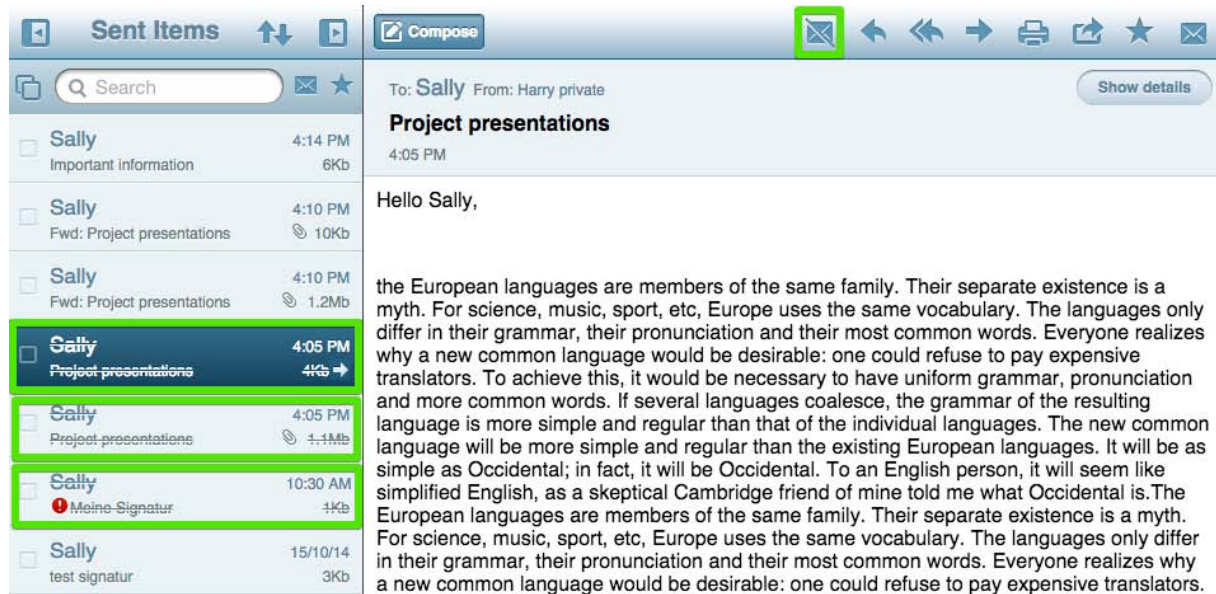 Sent Items
Compose
Search
Sally 4:14 PM
Important information 6Kb
Sally 4:10 PM
Fwd: Project presentations 10Kb
Sally 4:10 PM
Fwd: Project presentations 1.2Mb
Sally 4:05 PM
Project presentations 4Kb
Sally 4:05 PM
Project presentations 1.1Mb
Sally 10:30 AM
Meine Signatur 1Kb
Sally 15/10/14
test signatur 3Kb
To: Sally From: Harry private
Show details
Project presentations
4:05 PM
Hello Sally,
the European languages are members of the same family. Their separate existence is a
myth. For science, music, sport, etc, Europe uses the same vocabulary. The languages only
differ in their grammar, their pronunciation and their most common words. Everyone realizes
why a new common language would be desirable: one could refuse to pay expensive
translators. To achieve this, it would be necessary to have uniform grammar, pronunciation
and more common words. If several languages coalesce, the grammar of the resulting
language is more simple and regular than that of the individual languages. The new common
language will be more simple and regular than the existing European languages. It will be as
simple as Occidental; in fact, it will be Occidental. To an English person, it will seem like
simplified English, as a skeptical Cambridge friend of mine told me what Occidental is.The
European languages are members of the same family. Their separate existence is a myth.
For science, music, sport, etc, Europe uses the same vocabulary. The languages only differ
in their grammar, their pronunciation and their most common words. Everyone realizes why
a new common language would be desirable: one could refuse to pay expensive translators.